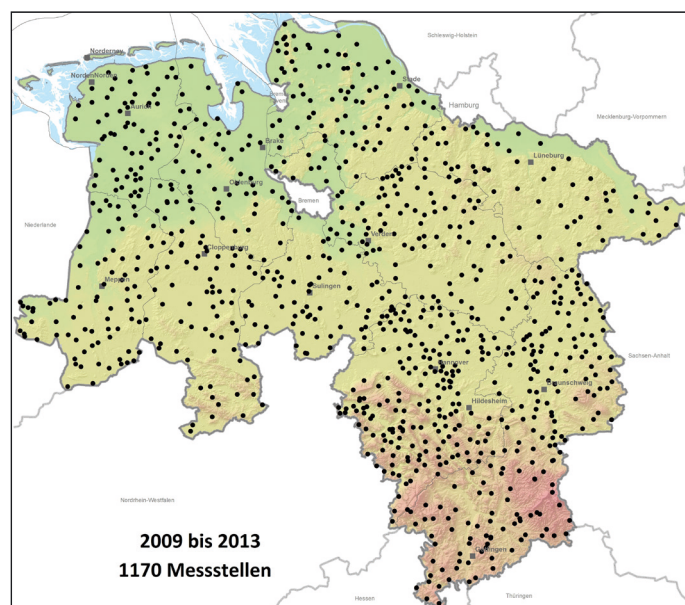 Schleswig-Holstein
Norderney
Norden
Stade
Hamburg
Mecklenburg-Vorpommern
Aurich
Brake
Lüneburg
Oldenburg
Bremen
Niederlande
Verden
Cloppenburg
Meppen
Sulingen
Sachsen-Anhalt
Hannover
Braunschweig
Hildesheim
Nordrhein-Westfalen
2009 bis 2013
Göttingen
1170 Messstellen
Hessen
Thüringen